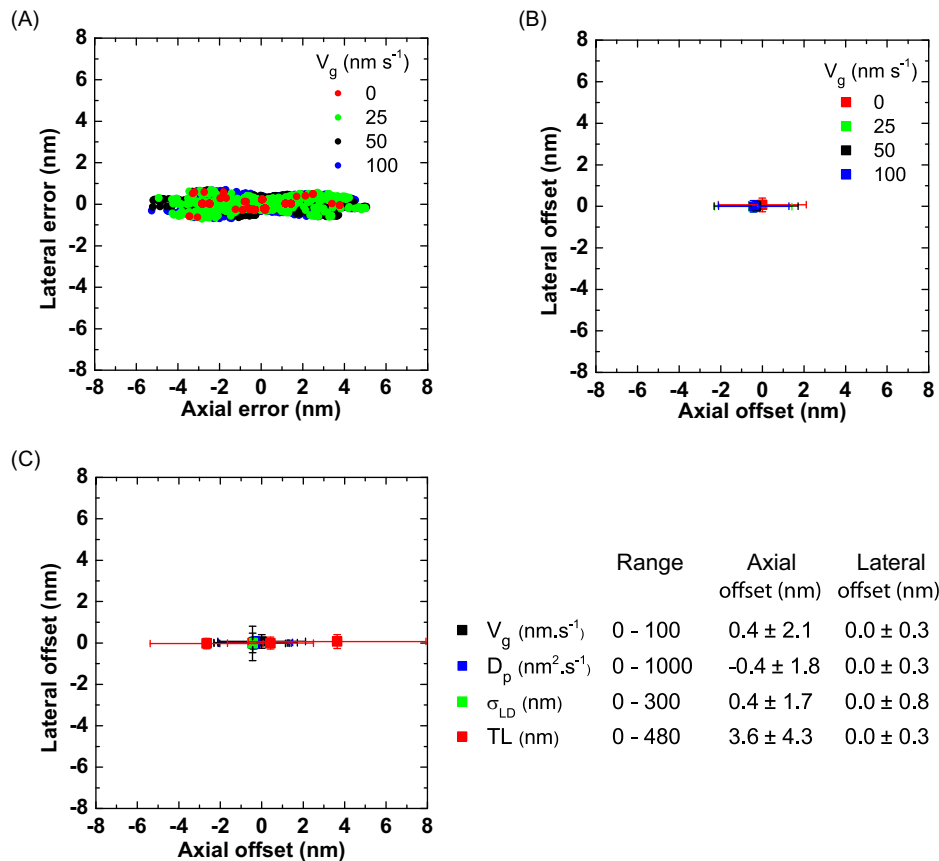 (A)
V_g (nm s⁻¹)
0
25
50
100
8
6
4
2
0
-2
-4
-6
-8
Lateral error (nm)
-8 -6 -4 -2 0 2 4 6 8
Axial error (nm)
(B)
V_g (nm s⁻¹)
0
25
50
100
8
6
4
2
0
-2
-4
-6
-8
Lateral offset (nm)
-8 -6 -4 -2 0 2 4 6 8
Axial offset (nm)
(C)
8
6
4
2
0
-2
-4
-6
-8
Lateral offset (nm)
-8 -6 -4 -2 0 2 4 6 8
Axial offset (nm)
Range Axial Lateral
offset (nm) offset (nm)
V_g (nm.s⁻¹) 0 - 100 0.4 ± 2.1 0.0 ± 0.3
D_p (nm².s⁻¹) 0 - 1000 -0.4 ± 1.8 0.0 ± 0.3
σ_LD (nm) 0 - 300 0.4 ± 1.7 0.0 ± 0.8
TL (nm) 0 - 480 3.6 ± 4.3 0.0 ± 0.3